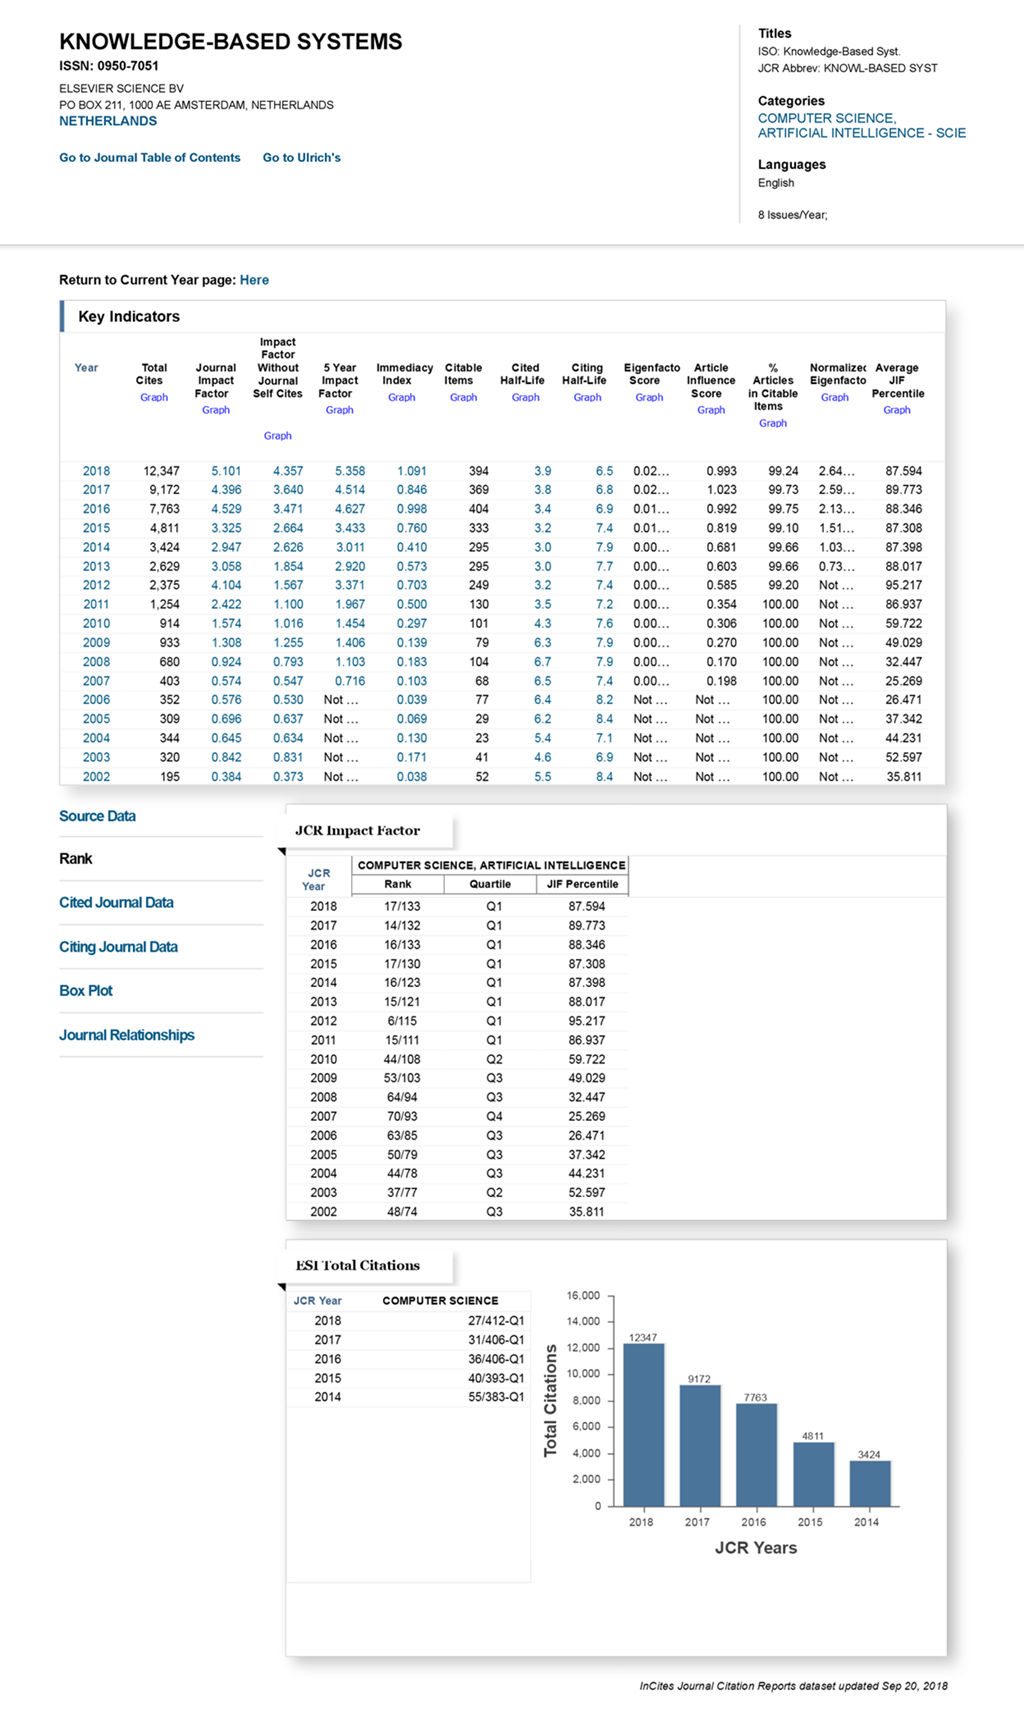 KNOWLEDGE-BASED SYSTEMS
ISSN: 0950-7051
ELSEVIER SCIENCE BV
PO BOX 211, 1000 AE AMSTERDAM, NETHERLANDS
NETHERLANDS
Go to Journal Table of Contents Go to Ulrich's
Titles
ISO: Knowledge-Based Syst.
JCR Abbrev: KNOWL-BASED SYST
Categories
COMPUTER SCIENCE,
ARTIFICIAL INTELLIGENCE - SCIE
Languages
English
8 Issues/Year;
Return to Current Year page: Here
Key Indicators
Year Total Cites Graph Journal Impact Factor Graph Impact Factor Without Journal Self Cites Graph 5 Year Impact Factor Graph Immediacy Index Graph Citable Items Graph Cited Half-Life Graph Citing Half-Life Graph Eigenfacto Score Graph Article Influence Score Graph % Articles in Citable Items Graph Normalizec Eigenfacto Graph Average JIF Percentile Graph
2018 12,347 5.101 4.357 5.358 1.091 394 3.9 6.5 0.02... 0.993 99.24 2.64... 87.594
2017 9,172 4.396 3.640 4.514 0.846 369 3.8 6.8 0.02... 1.023 99.73 2.59... 89.773
2016 7,763 4.529 3.471 4.627 0.998 404 3.4 6.9 0.01... 0.992 99.75 2.13... 88.346
2015 4,811 3.325 2.664 3.433 0.760 333 3.2 7.4 0.01... 0.819 99.10 1.51... 87.308
2014 3,424 2.947 2.626 3.011 0.410 295 3.0 7.9 0.00... 0.681 99.66 1.03... 87.398
2013 2,629 3.058 1.854 2.920 0.573 295 3.0 7.7 0.00... 0.603 99.66 0.73... 88.017
2012 2,375 4.104 1.567 3.371 0.703 249 3.2 7.4 0.00... 0.585 99.20 Not ... 95.217
2011 1,254 2.422 1.100 1.967 0.500 130 3.5 7.2 0.00... 0.354 100.00 Not ... 86.937
2010 914 1.574 1.016 1.454 0.297 101 4.3 7.6 0.00... 0.306 100.00 Not ... 59.722
2009 933 1.308 1.255 1.406 0.139 79 6.3 7.9 0.00... 0.270 100.00 Not ... 49.029
2008 680 0.924 0.793 1.103 0.183 104 6.7 7.9 0.00... 0.170 100.00 Not ... 32.447
2007 403 0.574 0.547 0.716 0.103 68 6.5 7.4 0.00... 0.198 100.00 Not ... 25.269
2006 352 0.576 0.530 Not ... 0.039 77 6.4 8.2 Not ... Not ... 100.00 Not ... 26.471
2005 309 0.696 0.637 Not ... 0.069 29 6.2 8.4 Not ... Not ... 100.00 Not ... 37.342
2004 344 0.645 0.634 Not ... 0.130 23 5.4 7.1 Not ... Not ... 100.00 Not ... 44.231
2003 320 0.842 0.831 Not ... 0.171 41 4.6 6.9 Not ... Not ... 100.00 Not ... 52.597
2002 195 0.384 0.373 Not ... 0.038 52 5.5 8.4 Not ... Not ... 100.00 Not ... 35.811
Source Data
Rank
Cited Journal Data
Citing Journal Data
Box Plot
Journal Relationships
JCR Impact Factor
JCR Year COMPUTER SCIENCE, ARTIFICIAL INTELLIGENCE
Rank Quartile JIF Percentile
2018 17/133 Q1 87.594
2017 14/132 Q1 89.773
2016 16/133 Q1 88.346
2015 17/130 Q1 87.308
2014 16/123 Q1 87.398
2013 15/121 Q1 88.017
2012 6/115 Q1 95.217
2011 15/111 Q1 86.937
2010 44/108 Q2 59.722
2009 53/103 Q3 49.029
2008 64/94 Q3 32.447
2007 70/93 Q4 25.269
2006 63/85 Q3 26.471
2005 50/79 Q3 37.342
2004 44/78 Q3 44.231
2003 37/77 Q2 52.597
2002 48/74 Q3 35.811
ESI Total Citations
JCR Year COMPUTER SCIENCE
2018 27/412-Q1
2017 31/406-Q1
2016 36/406-Q1
2015 40/393-Q1
2014 55/383-Q1
Total Citations
16,000
14,000
12,000
10,000
8,000
6,000
4,000
2,000
0
12347
9172
7763
4811
3424
2018 2017 2016 2015 2014
JCR Years
InCites Journal Citation Reports dataset updated Sep 20, 2018